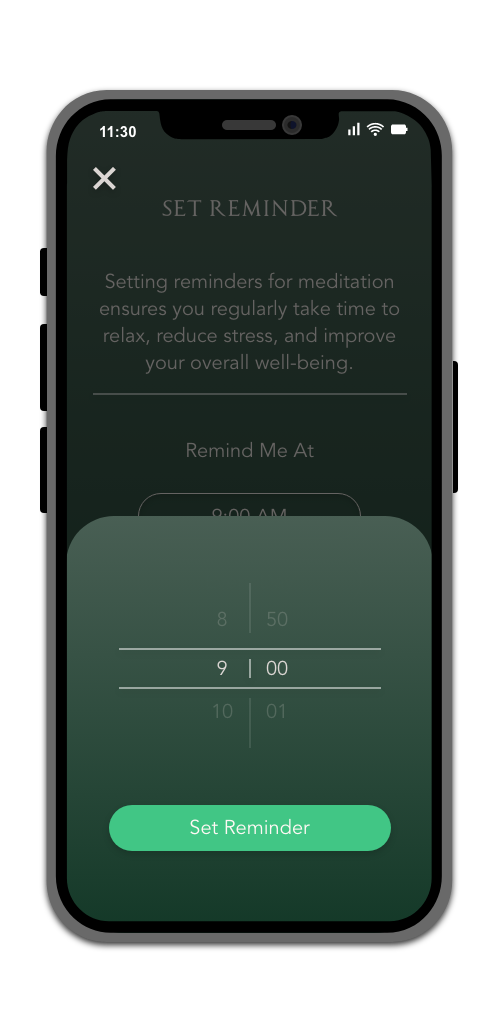 11:30
SET REMINDER
Setting reminders for meditation
ensures you regularly take time to
relax, reduce stress, and improve
your overall well-being.
Remind Me At
9:00 AM
8 50
9 00
10 01
Set Reminder